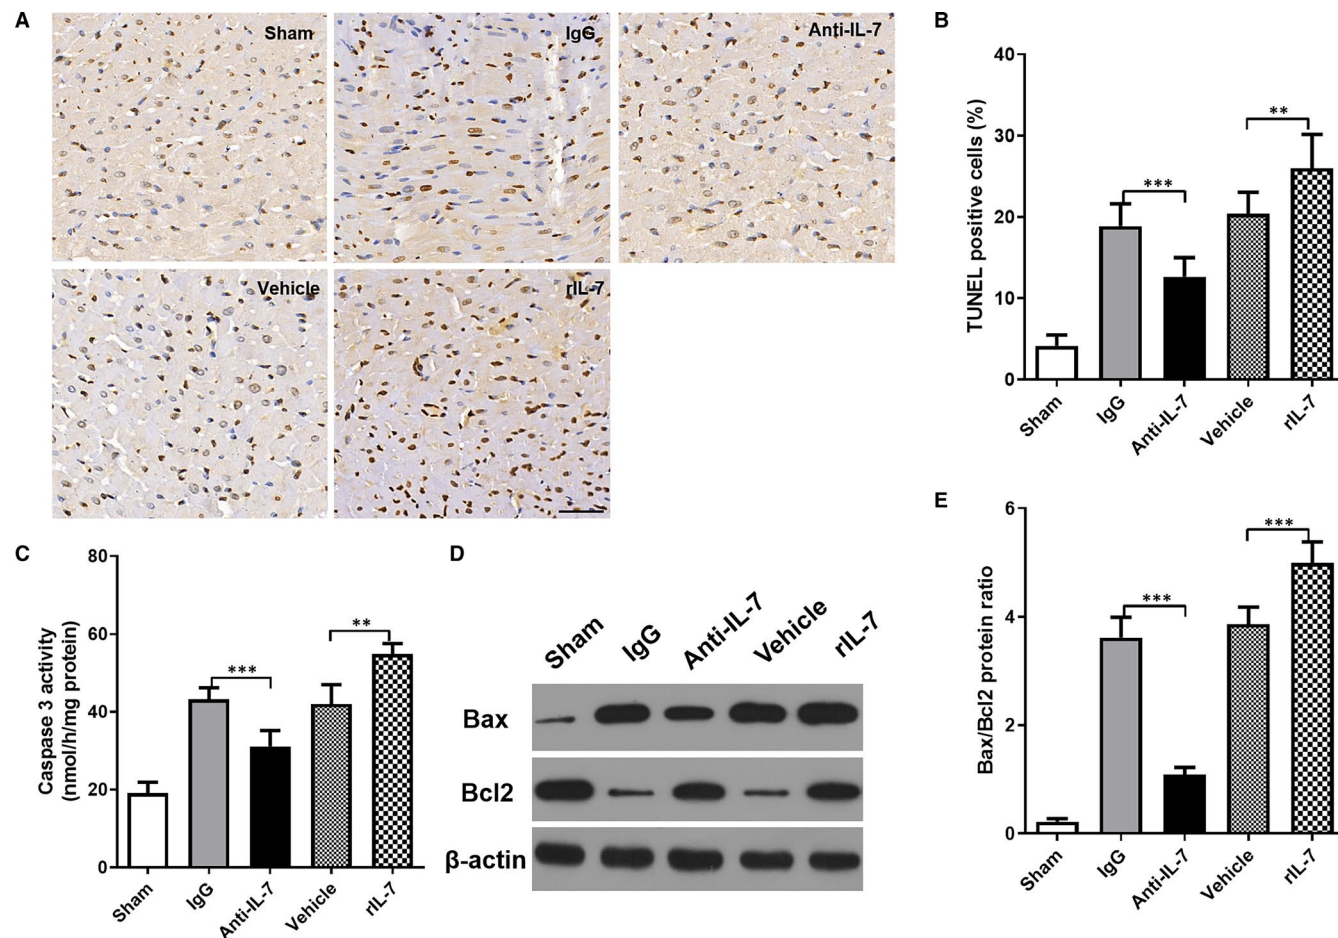 A
Sham
IgG
Anti-IL-7
Vehicle
rIL-7
B
TUNEL positive cells (%)
40
30
20
10
0
***
**
Sham
IgG
Anti-IL-7
Vehicle
rIL-7
C
Caspase 3 activity
(nmol/h/mg protein)
80
60
40
20
0
***
**
Sham
IgG
Anti-IL-7
Vehicle
rIL-7
D
Sham
IgG
Anti-IL-7
Vehicle
rIL-7
Bax
Bcl2
β-actin
E
Bax/Bcl2 protein ratio
6
4
2
0
***
***
Sham
IgG
Anti-IL-7
Vehicle
rIL-7